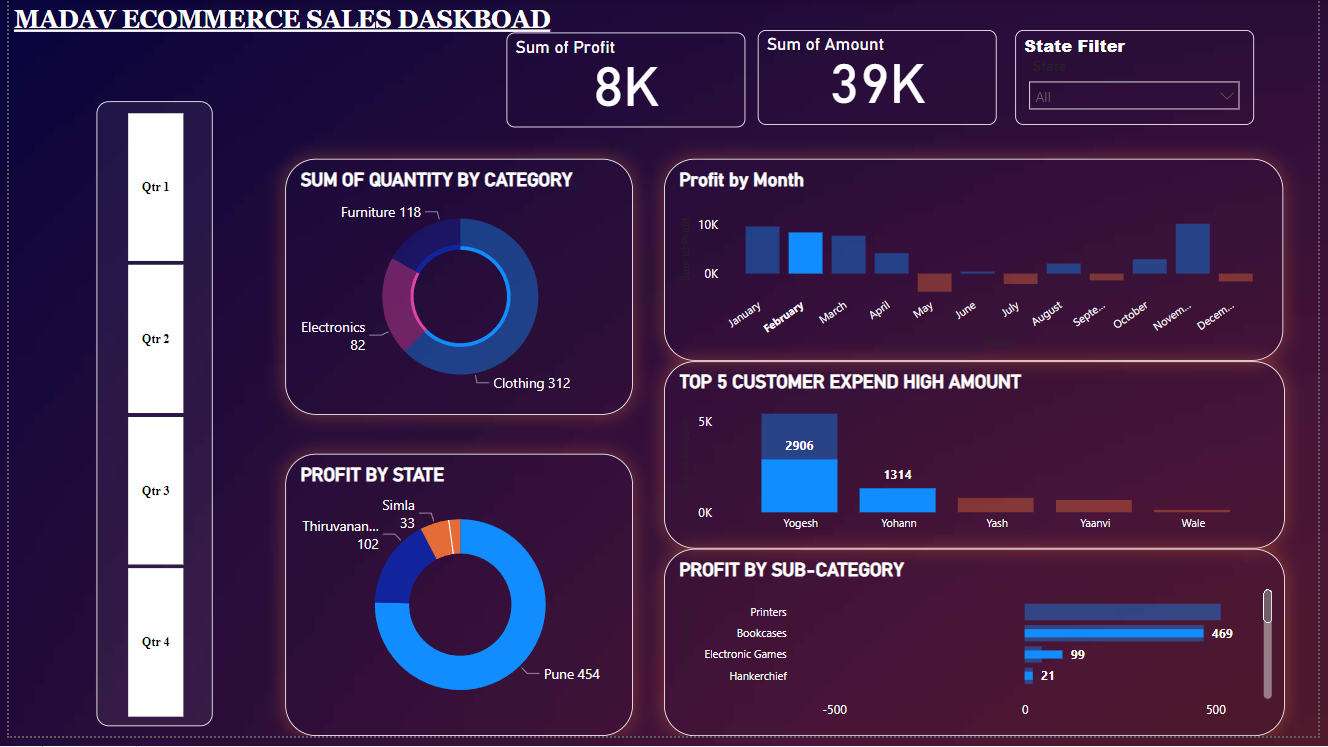 MADAV ECOMMERCE SALES DASKBOAD
Sum of Profit
8K
Sum of Amount
39K
State Filter
State
All
Qtr 1
Qtr 2
Qtr 3
Qtr 4
SUM OF QUANTITY BY CATEGORY
Furniture 118
Electronics
82
Clothing 312
PROFIT BY STATE
Simla
33
Thiruvanan...
102
Pune 454
Profit by Month
10K
0K
January
February
March
April
May
June
July
August
Septe...
October
Novem...
Decem...
TOP 5 CUSTOMER EXPEND HIGH AMOUNT
5K
0K
2906
1314
Yogesh
Yohann
Yash
Yaanvi
Wale
PROFIT BY SUB-CATEGORY
Printers
Bookcases
469
Electronic Games
99
Hankerchief
21
-500
0
500